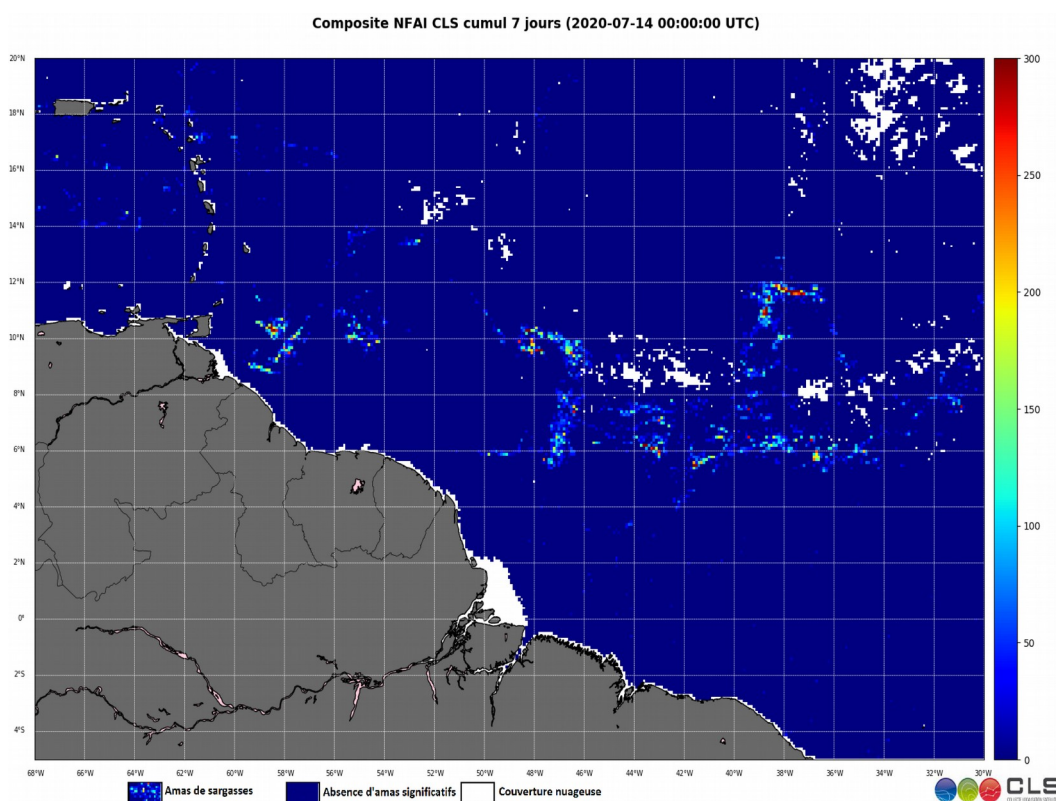 Composite NFAI CLS cumul 7 jours (2020-07-14 00:00:00 UTC)
20°N
18°N
16°N
14°N
12°N
10°N
8°N
6°N
4°N
2°N
0°
2°S
4°S
68°W 66°W 64°W 62°W 60°W 58°W 56°W 54°W 52°W 50°W 48°W 46°W 44°W 42°W 40°W 38°W 36°W 34°W 32°W 30°W
300
250
200
150
100
50
0
Amas de sargasses Absence d'amas significatifs Couverture nuageuse
CLS